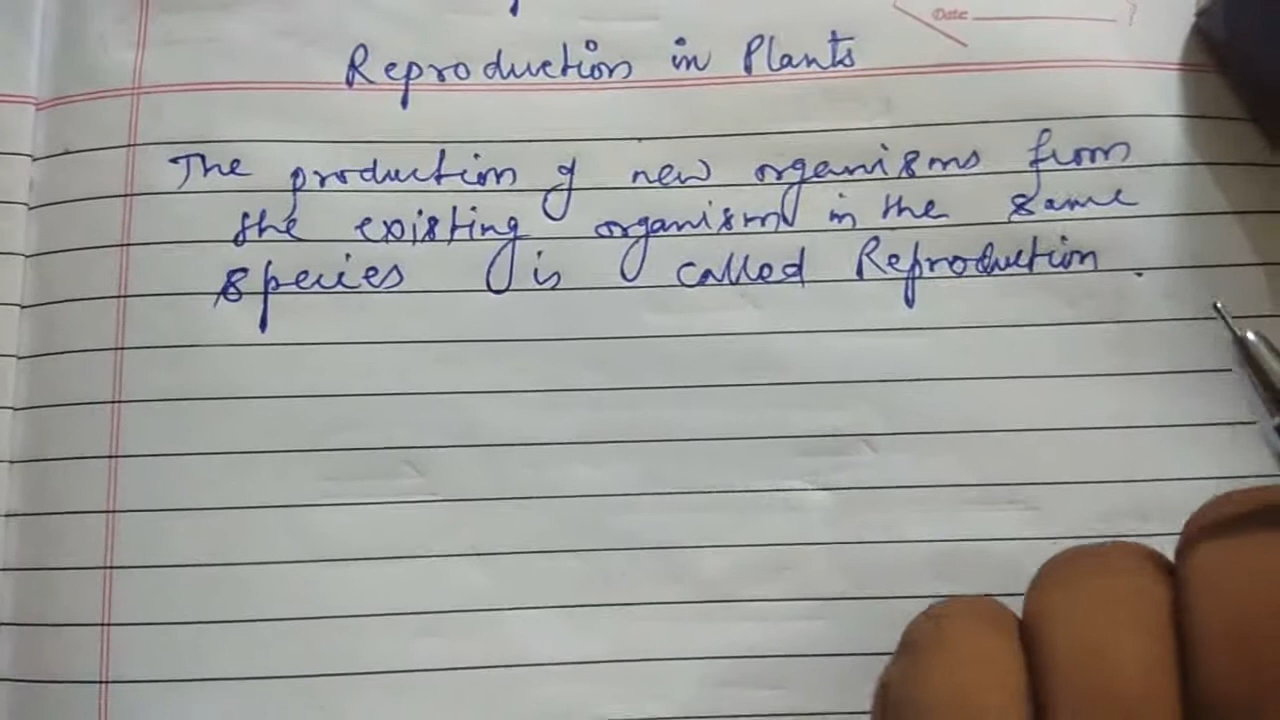 Date
Reproduction in Plants
The production of new organisms from
the existing organism in the same
species is called Reproduction.